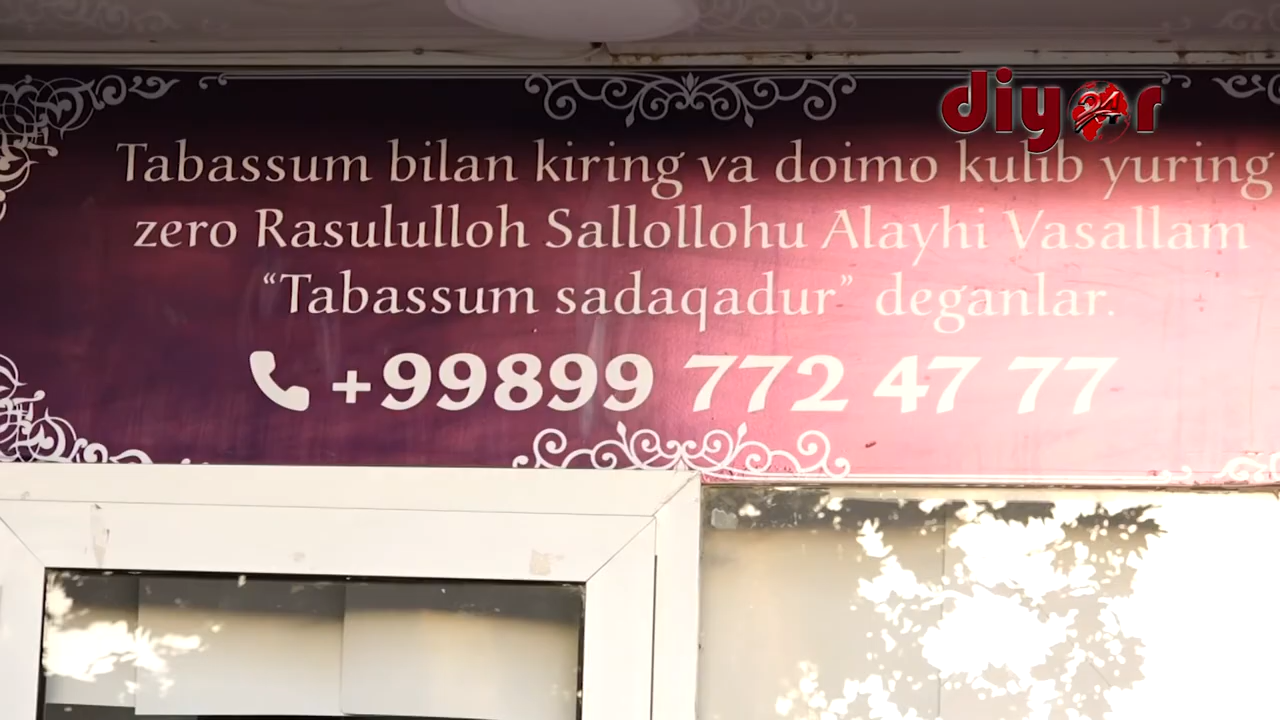 diyor
24
Tabassum bilan kiring va doimo kulib yuring
zero Rasululloh Sallollohu Alayhi Vasallam
“Tabassum sadaqadur” deganlar.
+99899 772 47 77